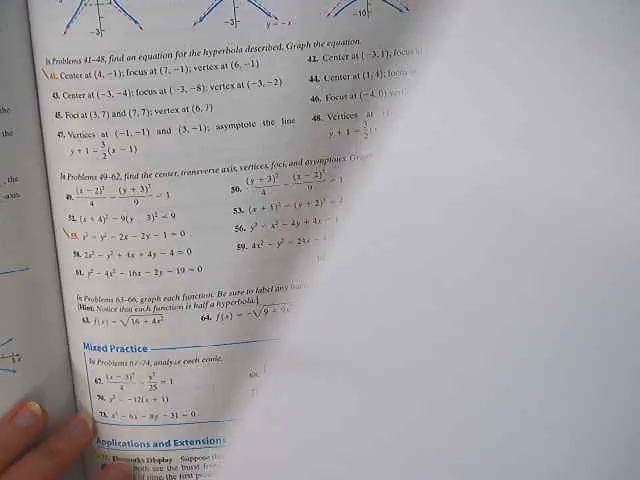 -3
-3
y = -x
-10
In Problems 41–48, find an equation for the hyperbola described. Graph the equation.
41. Center at (4, −1); focus at (7, −1); vertex at (6, −1)
42. Center at (−3, 1); focus
43. Center at (−3, −4); focus at (−3, −8); vertex at (−3, −2)
44. Center at (1, 4); focus
45. Foci at (3, 7) and (7, 7); vertex at (6, 7)
46. Focus at (−4, 0)
47. Vertices at (−1, −1) and (3, −1); asymptote the line
y + 1 = 3/2 (x − 1)
48. Vertices at
y + 1 = 3/2
In Problems 49–62, find the center, transverse axis, vertices, foci, and asymptotes.
49. (x − 2)²/4 − (y + 3)²/9 = 1
50. (y + 3)²/4 − (x − 2)²/9 = 1
52. (x + 4)² − 9(y − 3)² = 9
53. (x + 1)² − (y + 2)² =
55. y² − x² − 2x − 2y − 1 = 0
56. y² − x² − 4y + 4x −
58. 2x² − y² + 4x + 4y − 4 = 0
59. 4x² − y² − 24x −
61. y² − 4x² − 16x − 2y − 19 = 0
In Problems 63–66, graph each function. Be sure to label any
[Hint: Notice that each function is half a hyperbola.]
63. f(x) = √16 + 4x²
64. f(x) = −√9 + 9x²
Mixed Practice
In Problems 67–74, analyze each conic.
67. (x − 3)²/4 − y²/25 = 1
70. y² = −12(x + 1)
73. x² − 6x − 8y − 31 = 0
Applications and Extensions
Fireworks Display Suppose
the burst
the first
the
the
, the
-axis